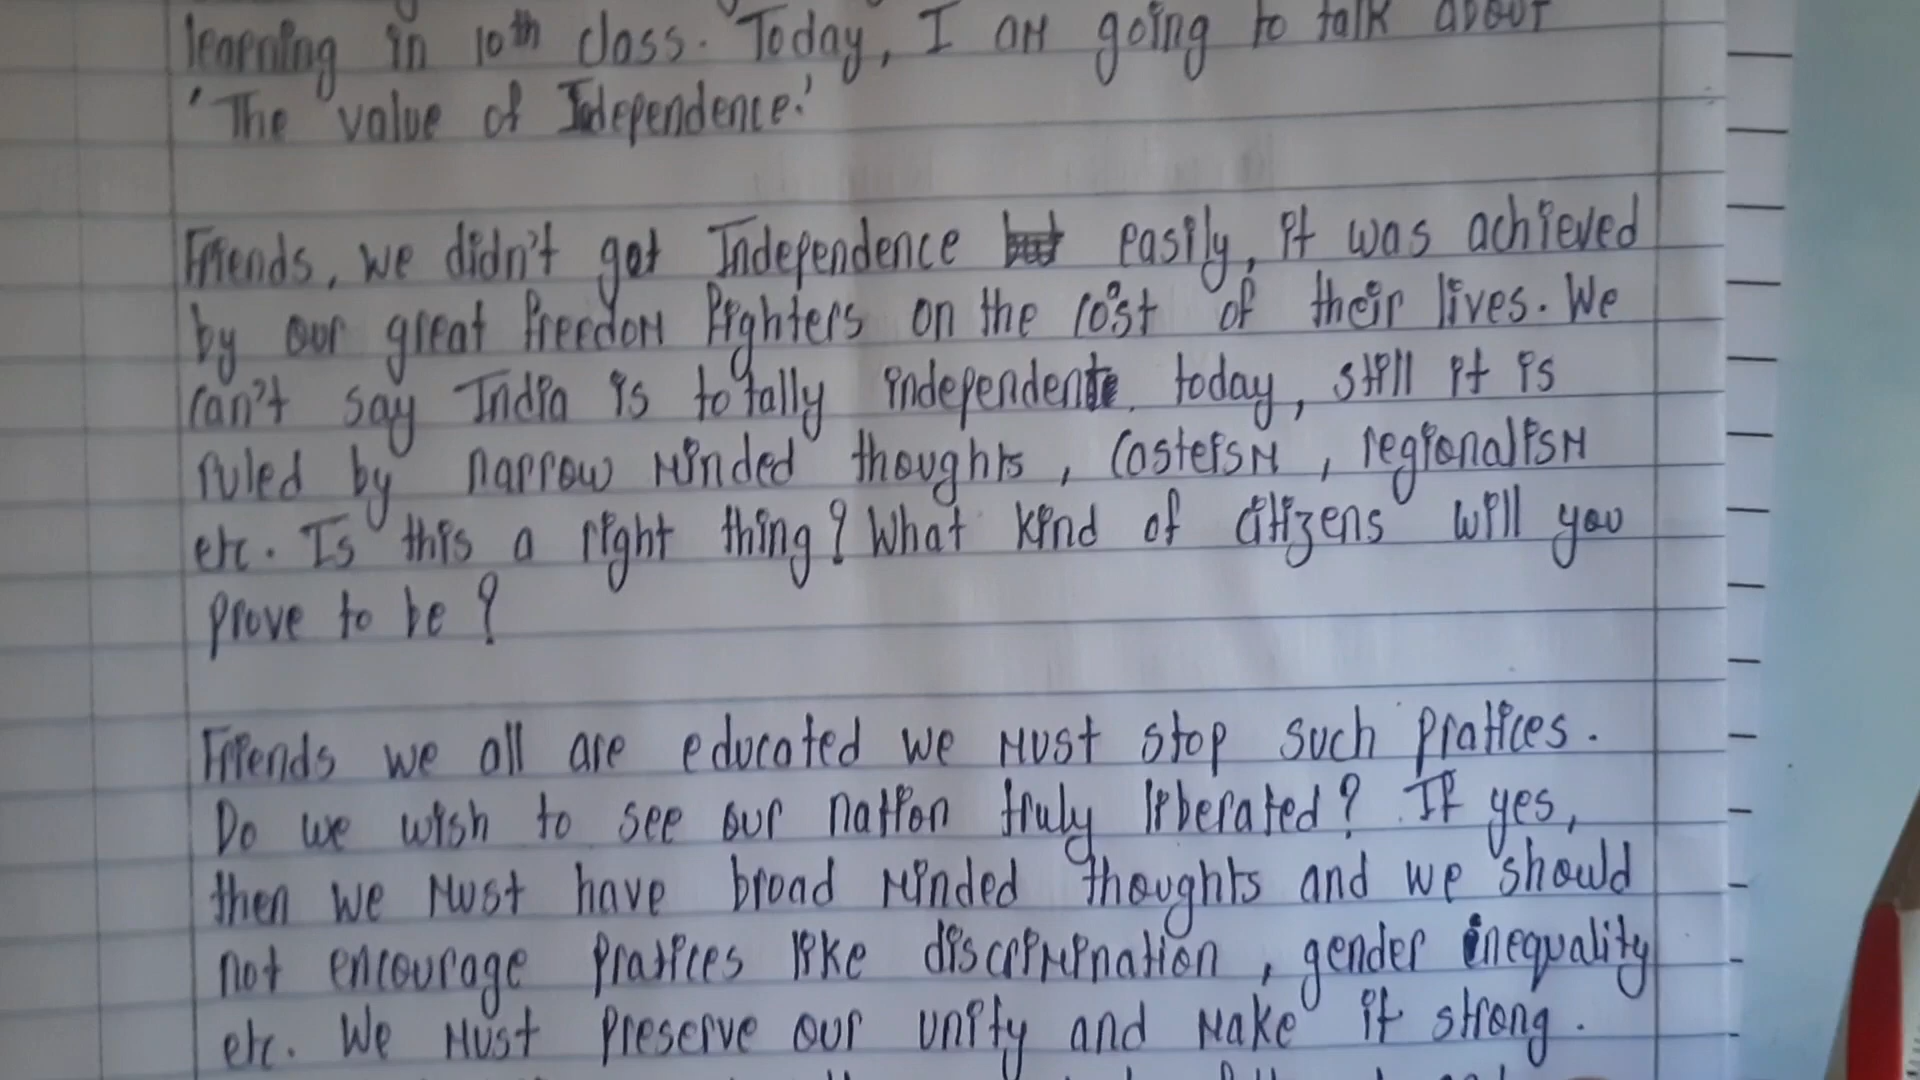 learning in 10th class. Today, I am going to talk about
'The value of Independence.'
Friends, we didn't got Independence easily, it was achieved
by our great freedom fighters on the cost of their lives. We
can't say India is totally independent today, still it is
ruled by narrow minded thoughts, casteism, regionalism
etc. Is this a right thing? What kind of citizens will you
prove to be?
Friends we all are educated we must stop such pratices.
Do we wish to see our nation truly liberated? If yes,
then we must have broad minded thoughts and we should
not encourage pratices like discrimination, gender inequality
etc. We must preserve our unity and make it strong.